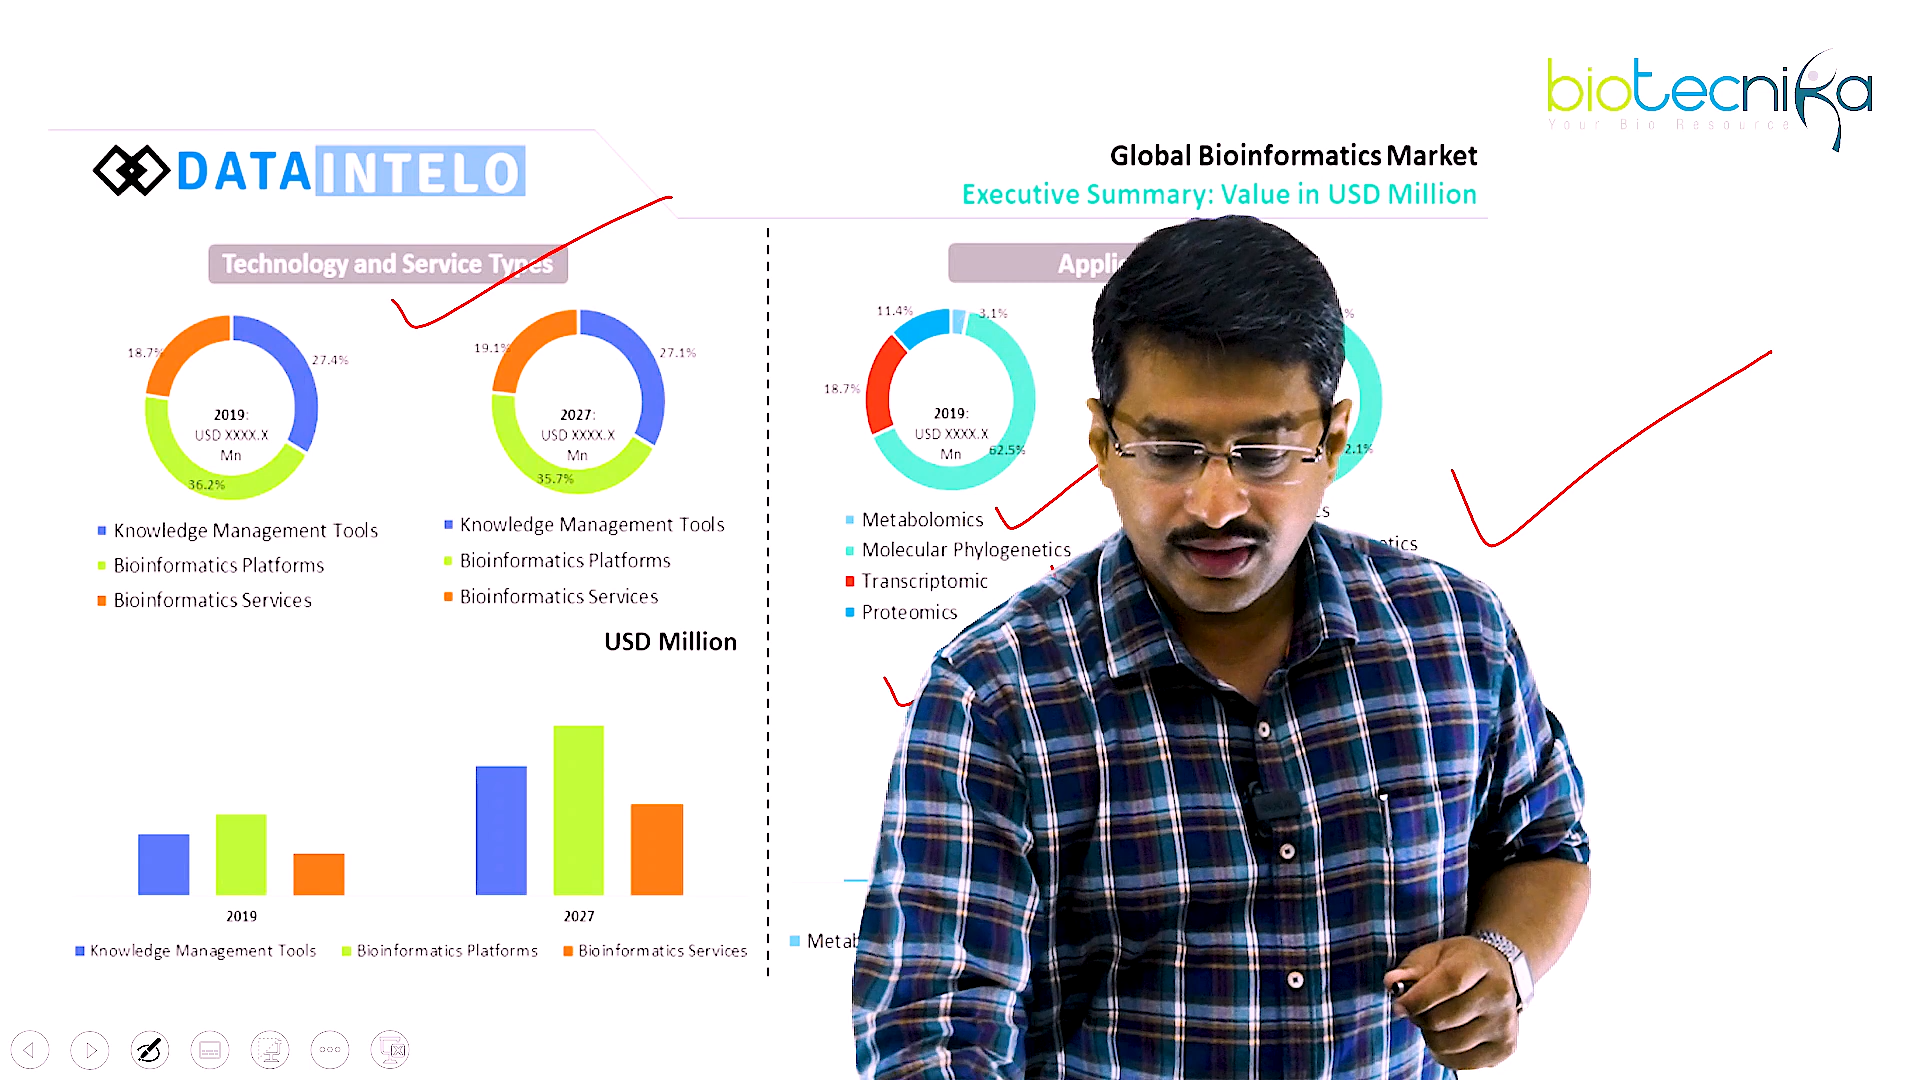 biotecnika
Your Bio Resource
DATA INTELO
Global Bioinformatics Market
Executive Summary: Value in USD Million
Technology and Service Types
18.7%
27.4%
2019:
USD XXXX.X
Mn
36.2%
Knowledge Management Tools
Bioinformatics Platforms
Bioinformatics Services
19.1%
27.1%
2027:
USD XXXX.X
Mn
35.7%
Knowledge Management Tools
Bioinformatics Platforms
Bioinformatics Services
USD Million
2019
2027
Knowledge Management Tools
Bioinformatics Platforms
Bioinformatics Services
11.4%
3.1%
18.7%
2019:
USD XXXX.X
Mn
62.5%
Metabolomics
Molecular Phylogenetics
Transcriptomic
Proteomics